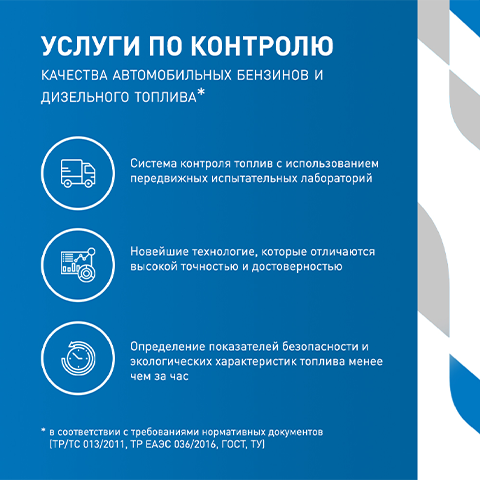 УСЛУГИ ПО КОНТРОЛЮ
КАЧЕСТВА АВТОМОБИЛЬНЫХ БЕНЗИНОВ И
ДИЗЕЛЬНОГО ТОПЛИВА*
Система контроля топлив с использованием
передвижных испытательных лабораторий
Новейшие технологие, которые отличаются
высокой точностью и достоверностью
Определение показателей безопасности и
экологических характеристик топлива менее
чем за час
* в соответствии с требованиями нормативных документов
(ТР/ТС 013/2011, ТР ЕАЭС 036/2016, ГОСТ, ТУ)